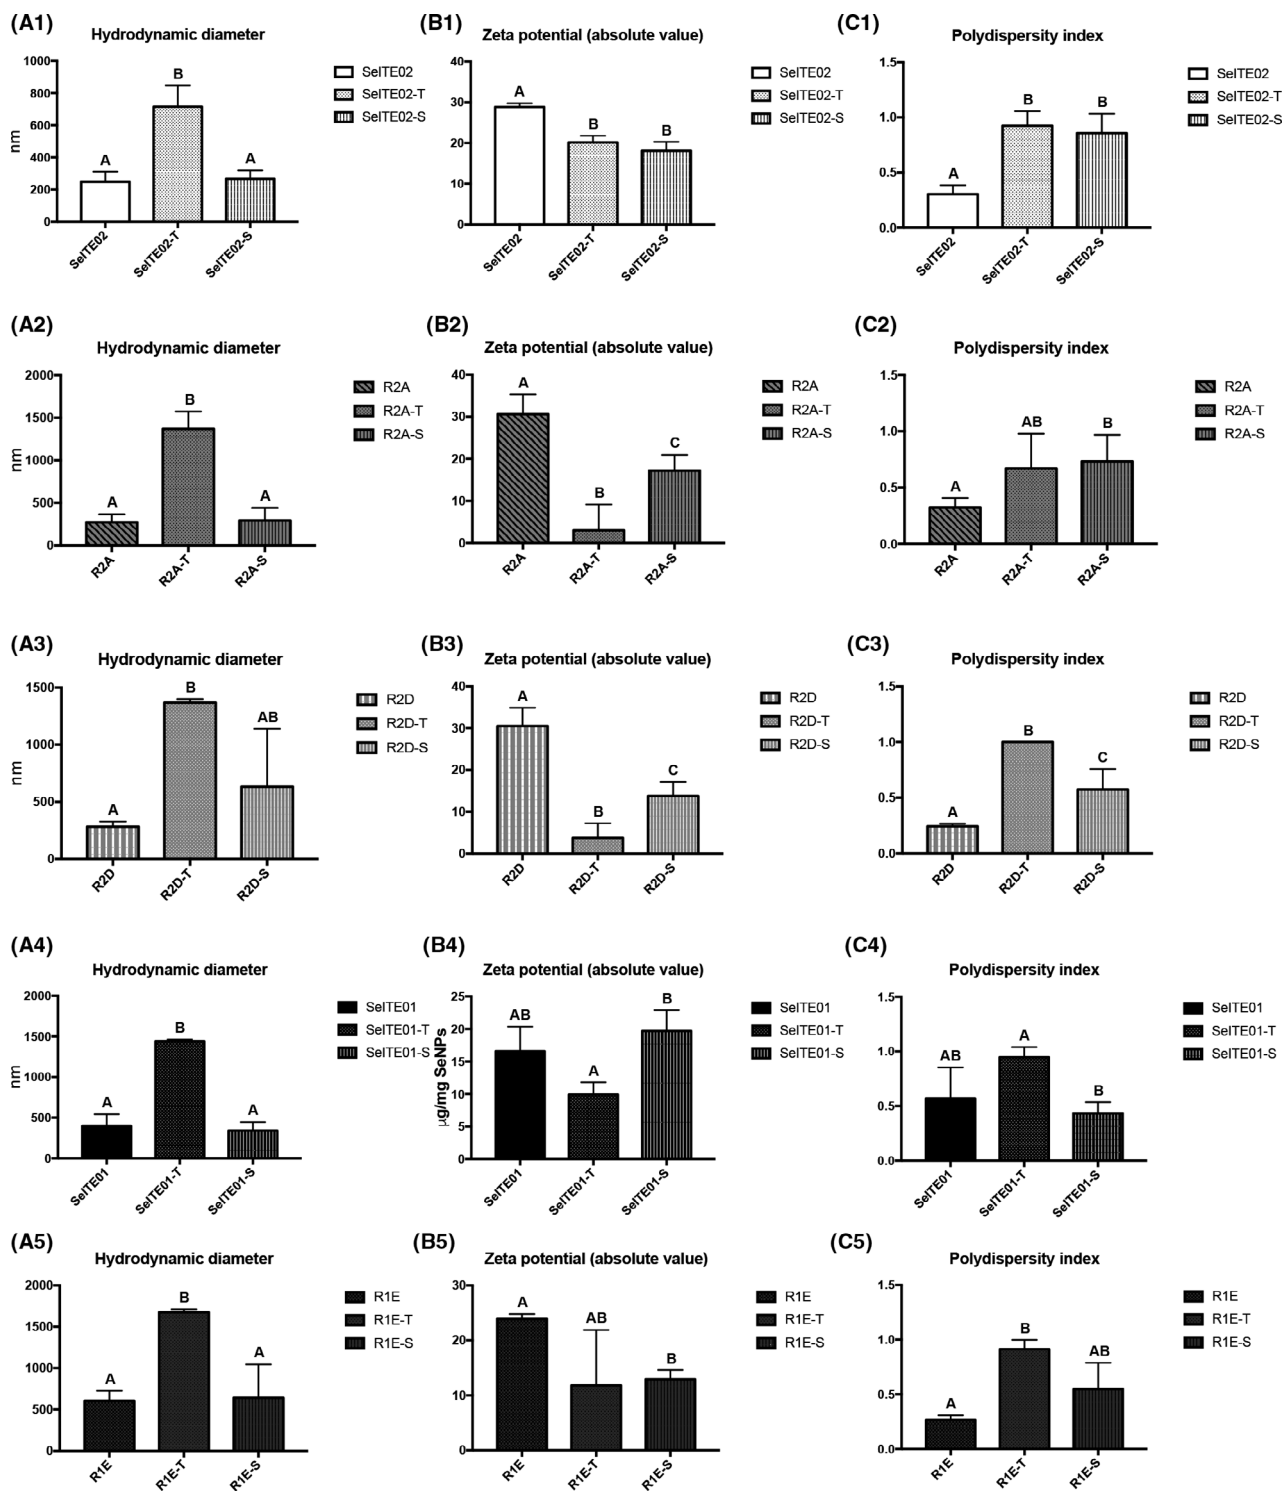 (A1)
Hydrodynamic diameter
nm
1000
800
600
400
200
0
A
B
A
SelTE02
SelTE02-T
SelTE02-S
SelTE02
SelTE02-T
SelTE02-S
(B1)
Zeta potential (absolute value)
40
30
20
10
0
A
B
B
SelTE02
SelTE02-T
SelTE02-S
SelTE02
SelTE02-T
SelTE02-S
(C1)
Polydispersity index
1.5
1.0
0.5
0.0
A
B
B
SelTE02
SelTE02-T
SelTE02-S
SelTE02
SelTE02-T
SelTE02-S
(A2)
Hydrodynamic diameter
nm
2000
1500
1000
500
0
A
B
A
R2A
R2A-T
R2A-S
R2A
R2A-T
R2A-S
(B2)
Zeta potential (absolute value)
40
30
20
10
0
A
B
C
R2A
R2A-T
R2A-S
R2A
R2A-T
R2A-S
(C2)
Polydispersity index
1.5
1.0
0.5
0.0
A
AB
B
R2A
R2A-T
R2A-S
R2A
R2A-T
R2A-S
(A3)
Hydrodynamic diameter
nm
1500
1000
500
0
A
B
AB
R2D
R2D-T
R2D-S
R2D
R2D-T
R2D-S
(B3)
Zeta potential (absolute value)
40
30
20
10
0
A
B
C
R2D
R2D-T
R2D-S
R2D
R2D-T
R2D-S
(C3)
Polydispersity index
1.5
1.0
0.5
0.0
A
B
C
R2D
R2D-T
R2D-S
R2D
R2D-T
R2D-S
(A4)
Hydrodynamic diameter
nm
2000
1500
1000
500
0
A
B
A
SelTE01
SelTE01-T
SelTE01-S
SelTE01
SelTE01-T
SelTE01-S
(B4)
Zeta potential (absolute value)
μg/mg SeNPs
25
20
15
10
5
0
AB
A
B
SelTE01
SelTE01-T
SelTE01-S
SelTE01
SelTE01-T
SelTE01-S
(C4)
Polydispersity index
1.5
1.0
0.5
0.0
AB
A
B
SelTE01
SelTE01-T
SelTE01-S
SelTE01
SelTE01-T
SelTE01-S
(A5)
Hydrodynamic diameter
nm
2000
1500
1000
500
0
A
B
A
R1E
R1E-T
R1E-S
R1E
R1E-T
R1E-S
(B5)
Zeta potential (absolute value)
30
20
10
0
A
AB
B
R1E
R1E-T
R1E-S
R1E
R1E-T
R1E-S
(C5)
Polydispersity index
1.5
1.0
0.5
0.0
A
B
AB
R1E
R1E-T
R1E-S
R1E
R1E-T
R1E-S